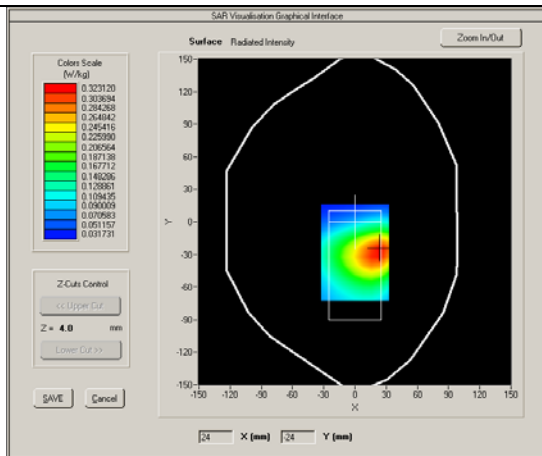 SAR Visualisation Graphical Interface
Surface Radiated Intensity
Zoom In/Out
Colors Scale
(W/kg)
0.323120
0.303694
0.284268
0.264842
0.245416
0.225990
0.206564
0.187138
0.167712
0.148286
0.128861
0.109435
0.090009
0.070583
0.051157
0.031731
Z-Cuts Control
<< Upper Cut
Z = 4.0 mm
Lower Cut >>
SAVE Cancel
150
120
90
60
30
0
-30
-60
-90
-120
-150
Y
-150 -120 -90 -60 -30 0 30 60 90 120 150
X
24 X (mm) -24 Y (mm)